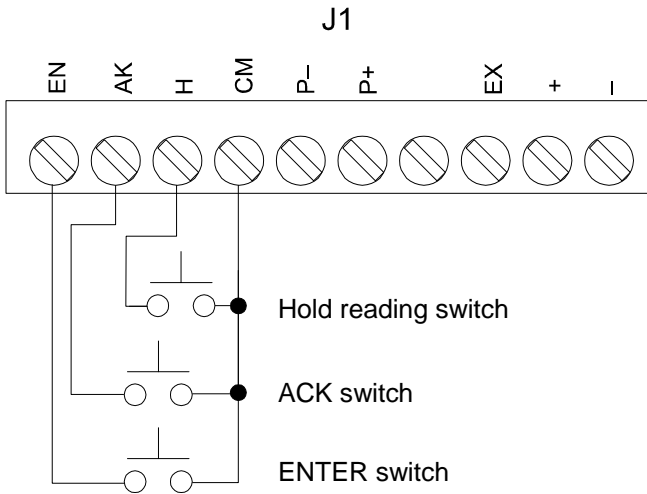 J1
EN AK H CM P– P+ EX + –
Hold reading switch
ACK switch
ENTER switch